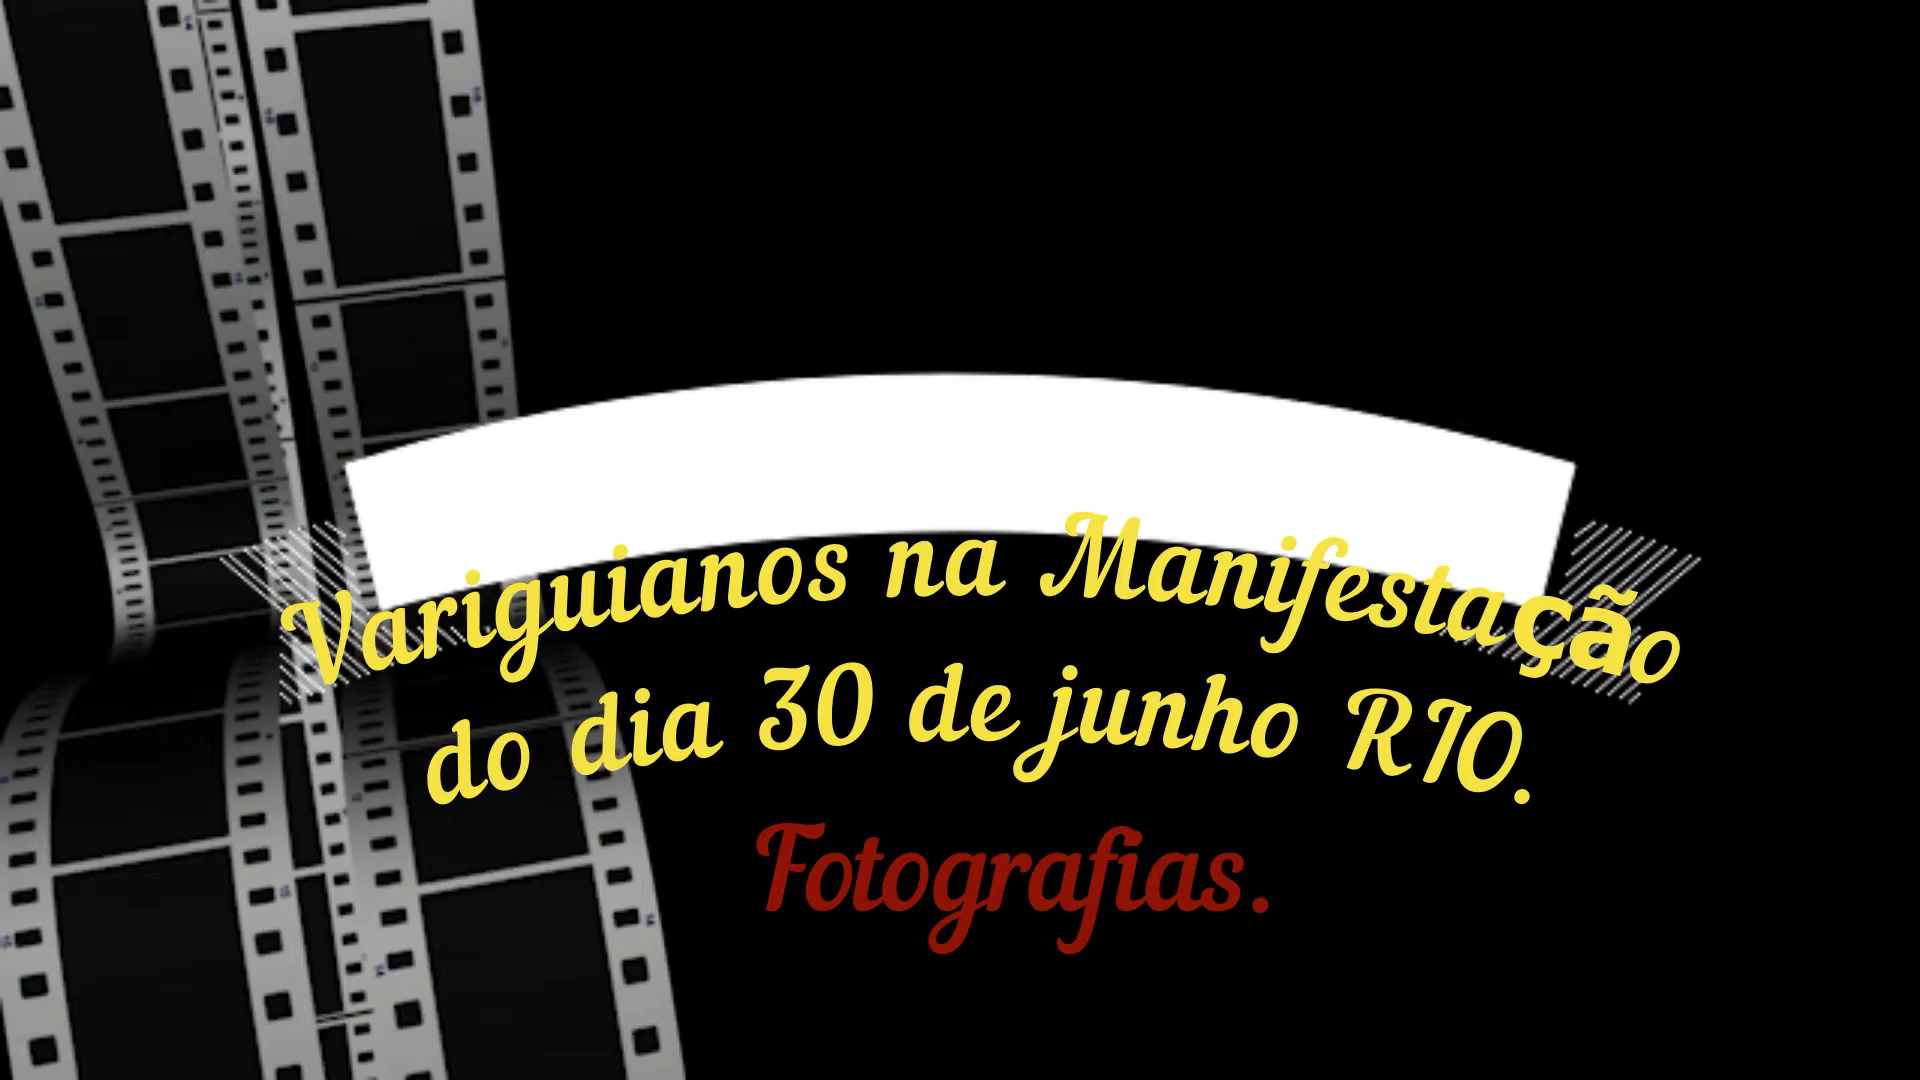 Variguianos na Manifestação
do dia 30 de junho RIO.
Fotografias.